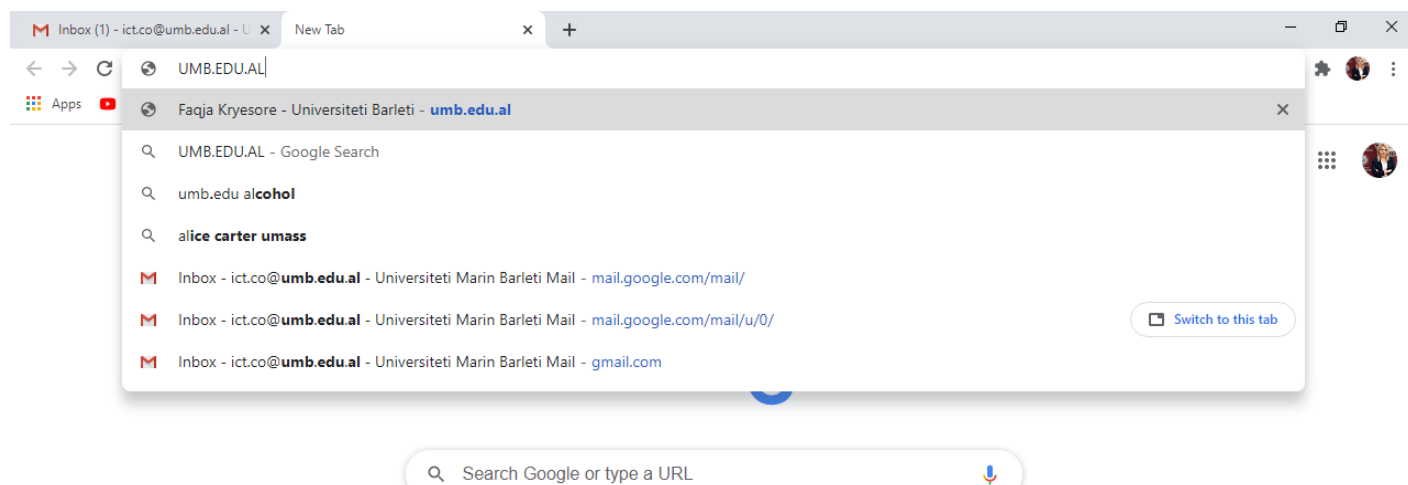 Inbox (1) - ict.co@umb.edu.al - U
New Tab
UMB.EDU.AL
Apps
Faqja Kryesore - Universiteti Barleti - umb.edu.al
UMB.EDU.AL - Google Search
umb.edu alcohol
alice carter umass
Inbox - ict.co@umb.edu.al - Universiteti Marin Barleti Mail - mail.google.com/mail/
Inbox - ict.co@umb.edu.al - Universiteti Marin Barleti Mail - mail.google.com/mail/u/0/ Switch to this tab
Inbox - ict.co@umb.edu.al - Universiteti Marin Barleti Mail - gmail.com
Search Google or type a URL